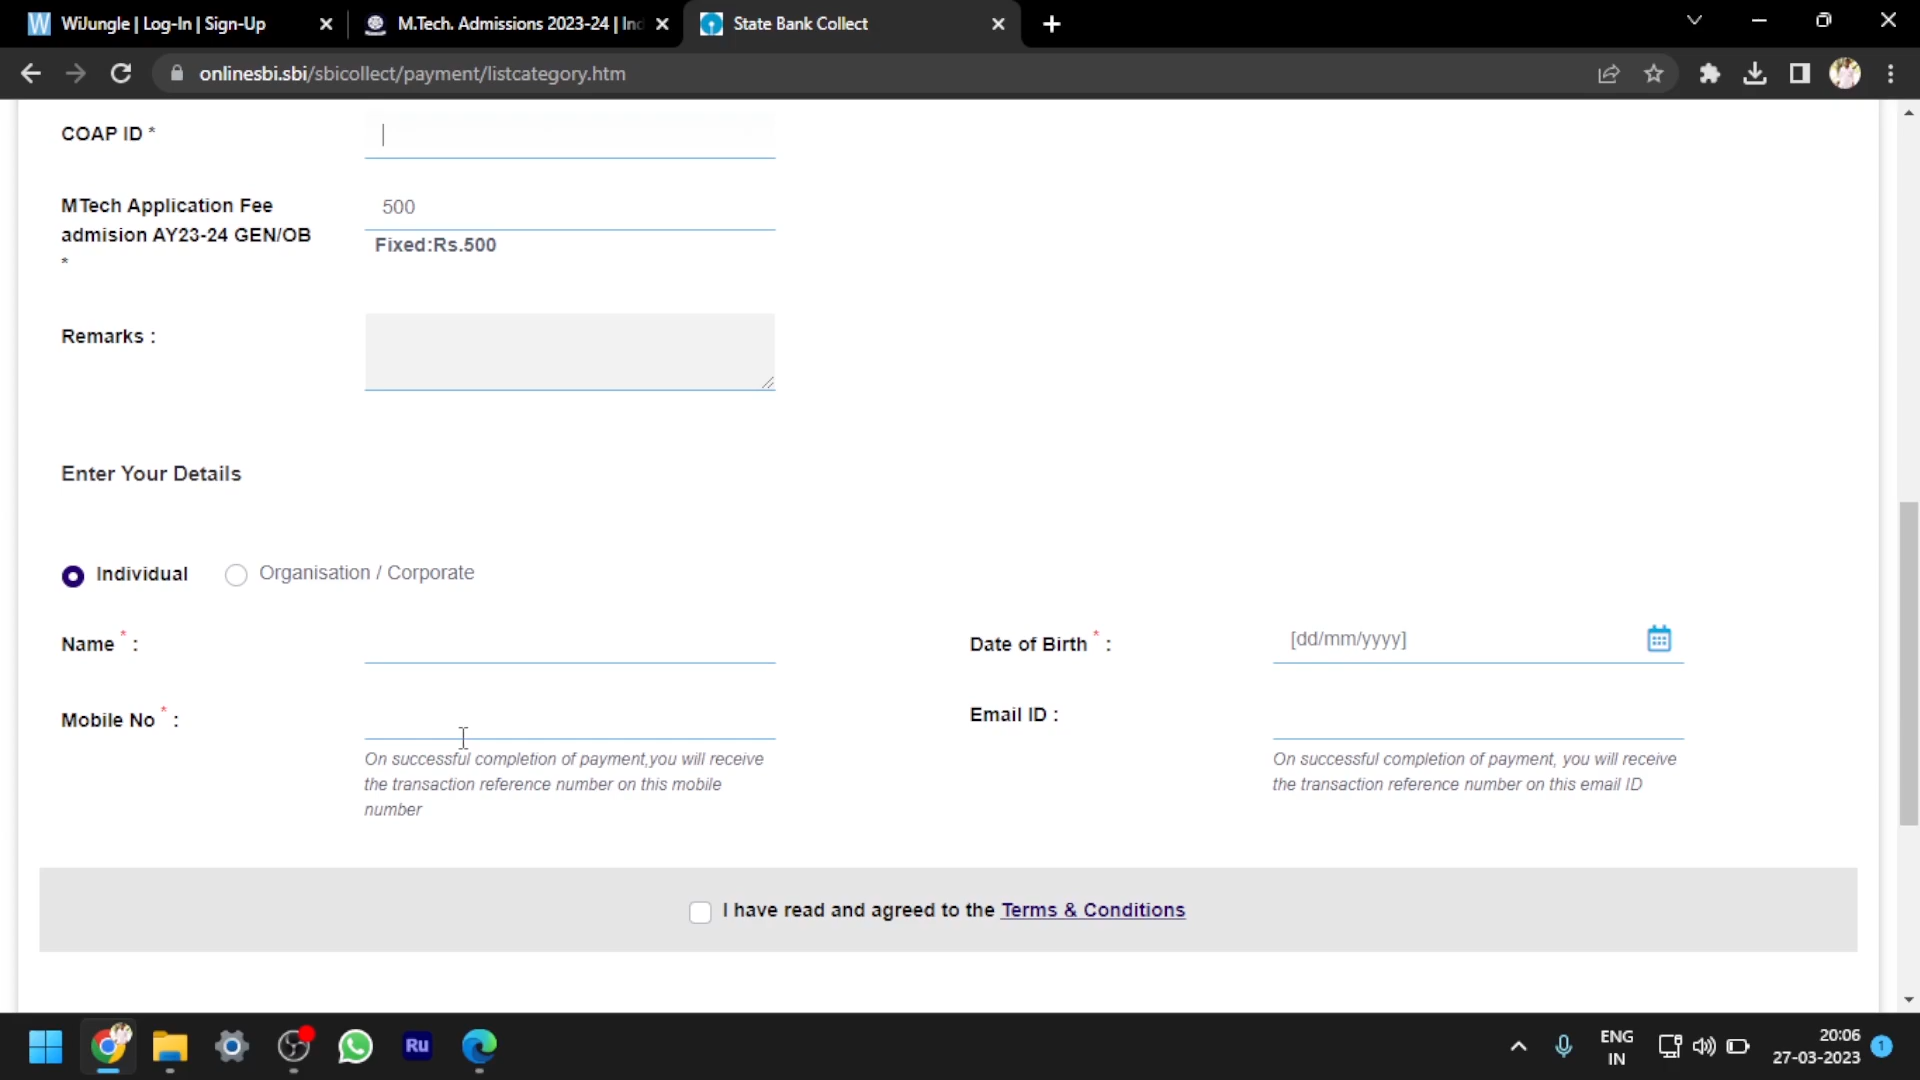 WiJungle | Log-In | Sign-Up
M.Tech. Admissions 2023-24 | Ind
State Bank Collect
onlinesbi.sbi/sbicollect/payment/listcategory.htm
COAP ID *
MTech Application Fee
admision AY23-24 GEN/OB
*
500
Fixed:Rs.500
Remarks :
Enter Your Details
Individual
Organisation / Corporate
Name * :
Date of Birth * :
[dd/mm/yyyy]
Mobile No * :
Email ID :
On successful completion of payment,you will receive
the transaction reference number on this mobile
number
On successful completion of payment, you will receive
the transaction reference number on this email ID
I have read and agreed to the Terms & Conditions
Ru
ENG
IN
20:06
27-03-2023
1